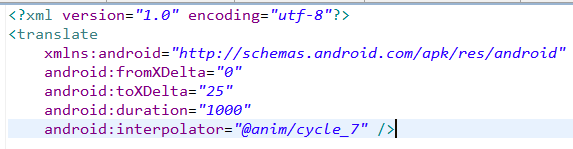 <?xml version="1.0" encoding="utf-8"?>
<translate
    xmlns:android="http://schemas.android.com/apk/res/android"
    android:fromXDelta="0"
    android:toXDelta="25"
    android:duration="1000"
    android:interpolator="@anim/cycle_7" />